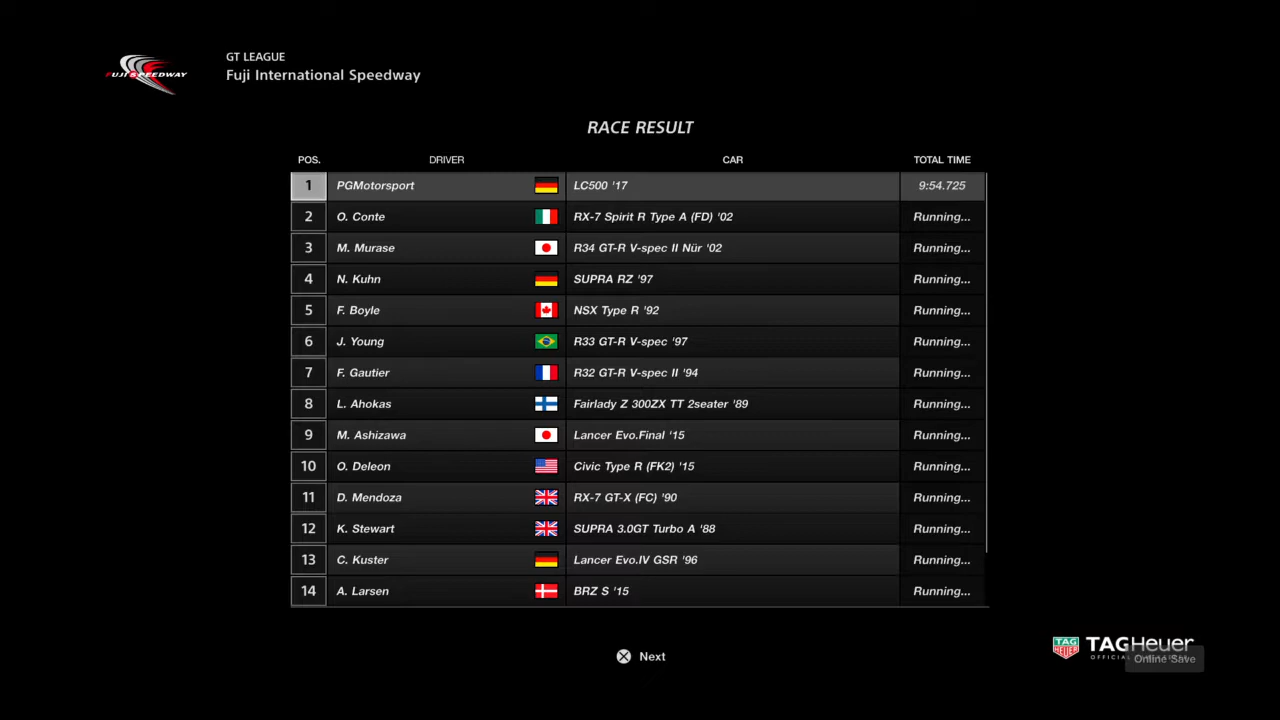 GT LEAGUE
Fuji International Speedway
FUJI SPEEDWAY
RACE RESULT
POS. DRIVER CAR TOTAL TIME
1 PGMotorsport LC500 '17 9:54.725
2 O. Conte RX-7 Spirit R Type A (FD) '02 Running...
3 M. Murase R34 GT-R V-spec II Nür '02 Running...
4 N. Kuhn SUPRA RZ '97 Running...
5 F. Boyle NSX Type R '92 Running...
6 J. Young R33 GT-R V-spec '97 Running...
7 F. Gautier R32 GT-R V-spec II '94 Running...
8 L. Ahokas Fairlady Z 300ZX TT 2seater '89 Running...
9 M. Ashizawa Lancer Evo.Final '15 Running...
10 O. Deleon Civic Type R (FK2) '15 Running...
11 D. Mendoza RX-7 GT-X (FC) '90 Running...
12 K. Stewart SUPRA 3.0GT Turbo A '88 Running...
13 C. Kuster Lancer Evo.IV GSR '96 Running...
14 A. Larsen BRZ S '15 Running...
TAG HEUER TAGHeuer
OFFICIAL
Online Save
Next